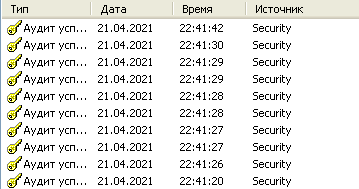 Тип Дата Время Источник
Аудит усп... 21.04.2021 22:41:42 Security
Аудит усп... 21.04.2021 22:41:30 Security
Аудит усп... 21.04.2021 22:41:29 Security
Аудит усп... 21.04.2021 22:41:29 Security
Аудит усп... 21.04.2021 22:41:28 Security
Аудит усп... 21.04.2021 22:41:28 Security
Аудит усп... 21.04.2021 22:41:27 Security
Аудит усп... 21.04.2021 22:41:27 Security
Аудит усп... 21.04.2021 22:41:26 Security
Аудит усп... 21.04.2021 22:41:20 Security